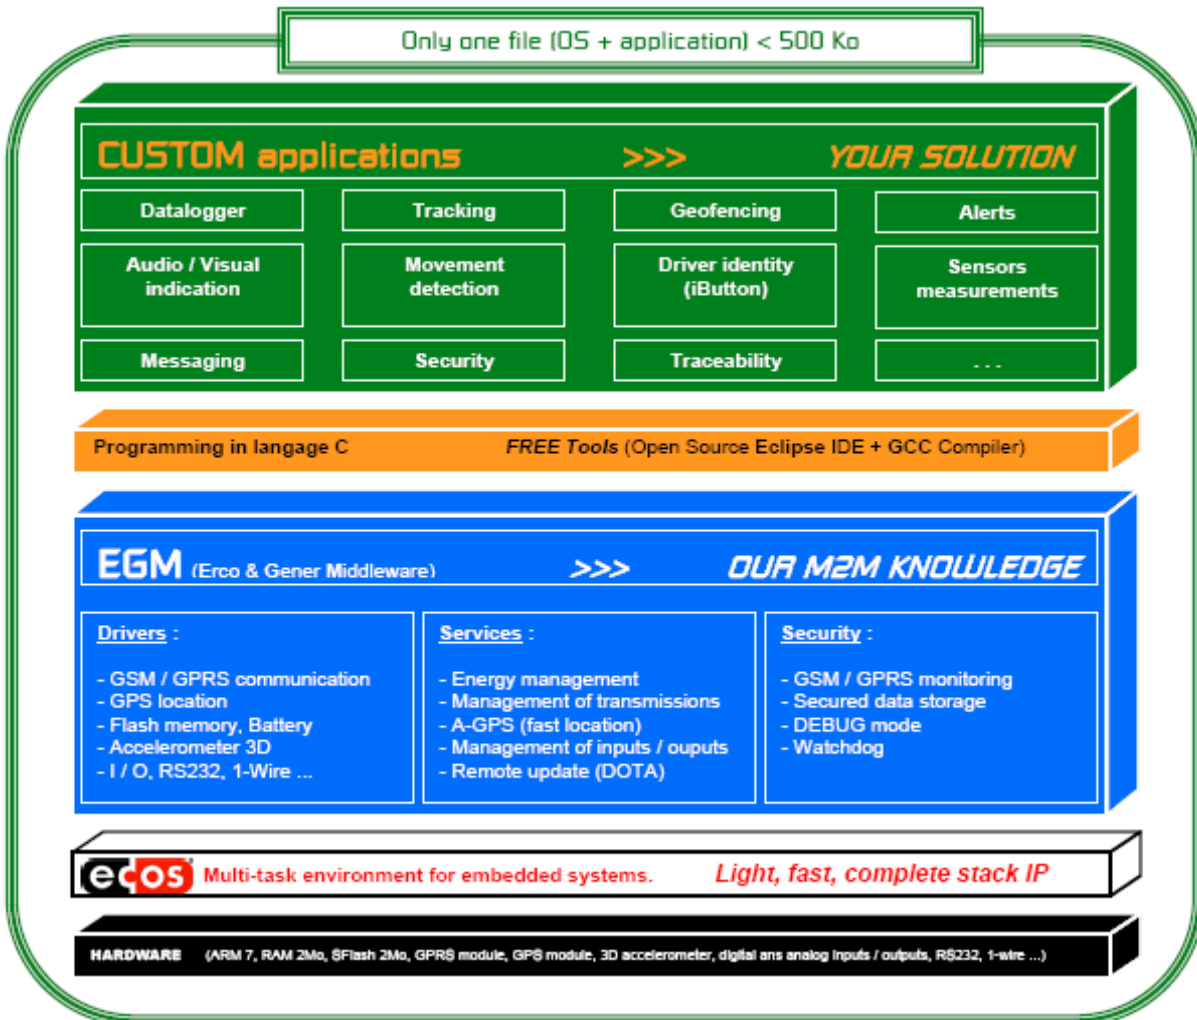 Only one file (OS + application) < 500 Ko
CUSTOM applications >>> YOUR SOLUTION
Datalogger Tracking Geofencing Alerts
Audio / Visual indication
Movement detection
Driver identity (iButton)
Sensors measurements
Messaging Security Traceability . . .
Programming in langage C FREE Tools (Open Source Eclipse IDE + GCC Compiler)
EGM (Erco & Gener Middleware) >>> OUR M2M KNOWLEDGE
Drivers :
- GSM / GPRS communication
- GPS location
- Flash memory, Battery
- Accelerometer 3D
- I / O, RS232, 1-Wire ...
Services :
- Energy management
- Management of transmissions
- A-GPS (fast location)
- Management of inputs / ouputs
- Remote update (DOTA)
Security :
- GSM / GPRS monitoring
- Secured data storage
- DEBUG mode
- Watchdog
ecos Multi-task environment for embedded systems. Light, fast, complete stack IP
HARDWARE (ARM 7, RAM 2Mo, SFlash 2Mo, GPRS module, GPS module, 3D accelerometer, digital ans analog inputs / outputs, RS232, 1-wire ...)